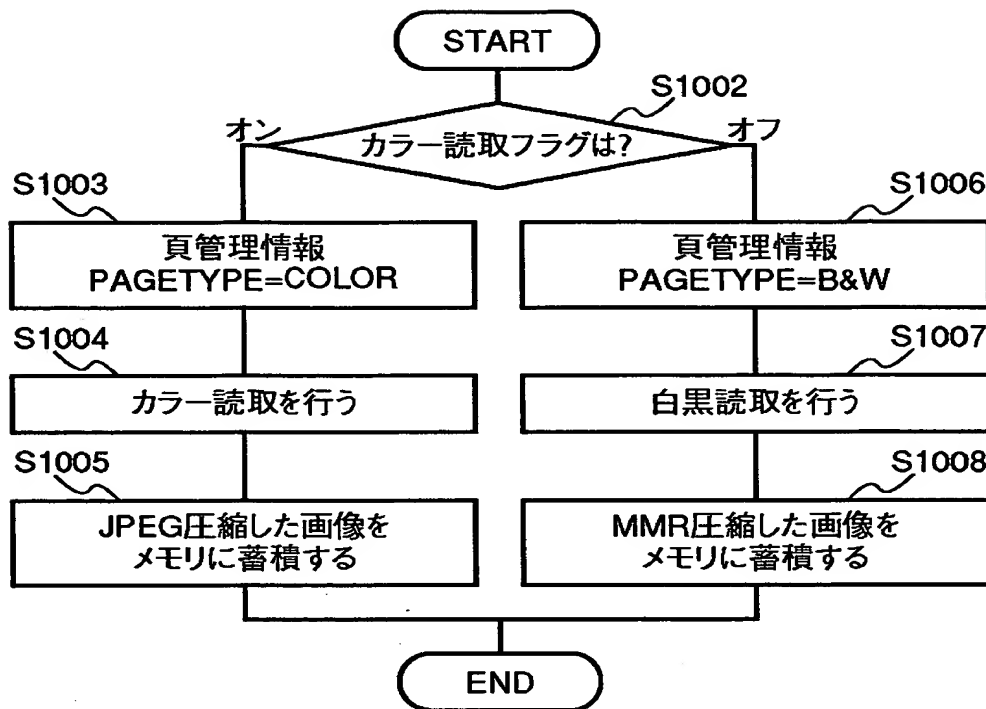 START
S1002
オン
カラー読取フラグは?
オフ
S1003
頁管理情報
PAGETYPE=COLOR
S1004
カラー読取を行う
S1005
JPEG圧縮した画像を
メモリに蓄積する
S1006
頁管理情報
PAGETYPE=B&W
S1007
白黒読取を行う
S1008
MMR圧縮した画像を
メモリに蓄積する
END